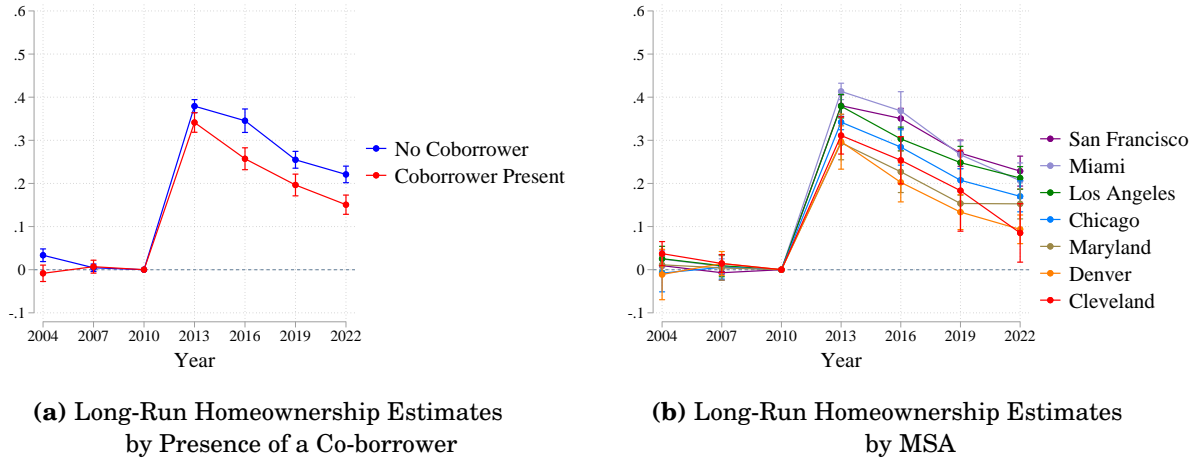 .6
.5
.4
.3
.2
.1
0
-.1
2004 2007 2010 2013 2016 2019 2022
Year
No Coborrower
Coborrower Present
(a) Long-Run Homeownership Estimates
by Presence of a Co-borrower
.6
.5
.4
.3
.2
.1
0
-.1
2004 2007 2010 2013 2016 2019 2022
Year
San Francisco
Miami
Los Angeles
Chicago
Maryland
Denver
Cleveland
(b) Long-Run Homeownership Estimates
by MSA